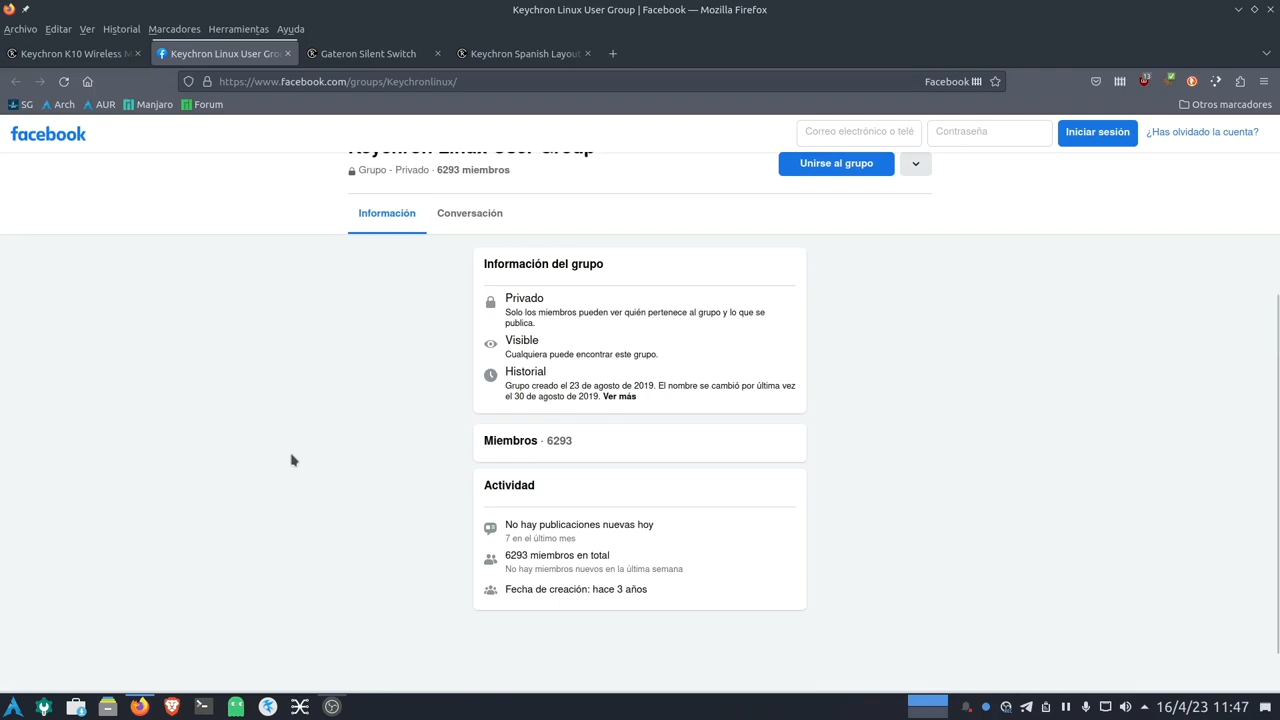 Keychron Linux User Group | Facebook — Mozilla Firefox
Archivo Editar Ver Historial Marcadores Herramientas Ayuda
Keychron K10 Wireless M
Keychron Linux User Gro
Gateron Silent Switch
Keychron Spanish Layout
https://www.facebook.com/groups/Keychronlinux/
Facebook
SG Arch AUR Manjaro Forum
Otros marcadores
facebook
Correo electrónico o telé
Contraseña
Iniciar sesión
¿Has olvidado la cuenta?
Keychron Linux User Group
Grupo - Privado · 6293 miembros
Unirse al grupo
Información
Conversación
Información del grupo
Privado
Solo los miembros pueden ver quién pertenece al grupo y lo que se
publica.
Visible
Cualquiera puede encontrar este grupo.
Historial
Grupo creado el 23 de agosto de 2019. El nombre se cambió por última vez
el 30 de agosto de 2019. Ver más
Miembros · 6293
Actividad
No hay publicaciones nuevas hoy
7 en el último mes
6293 miembros en total
No hay miembros nuevos en la última semana
Fecha de creación: hace 3 años
16/4/23 11:47